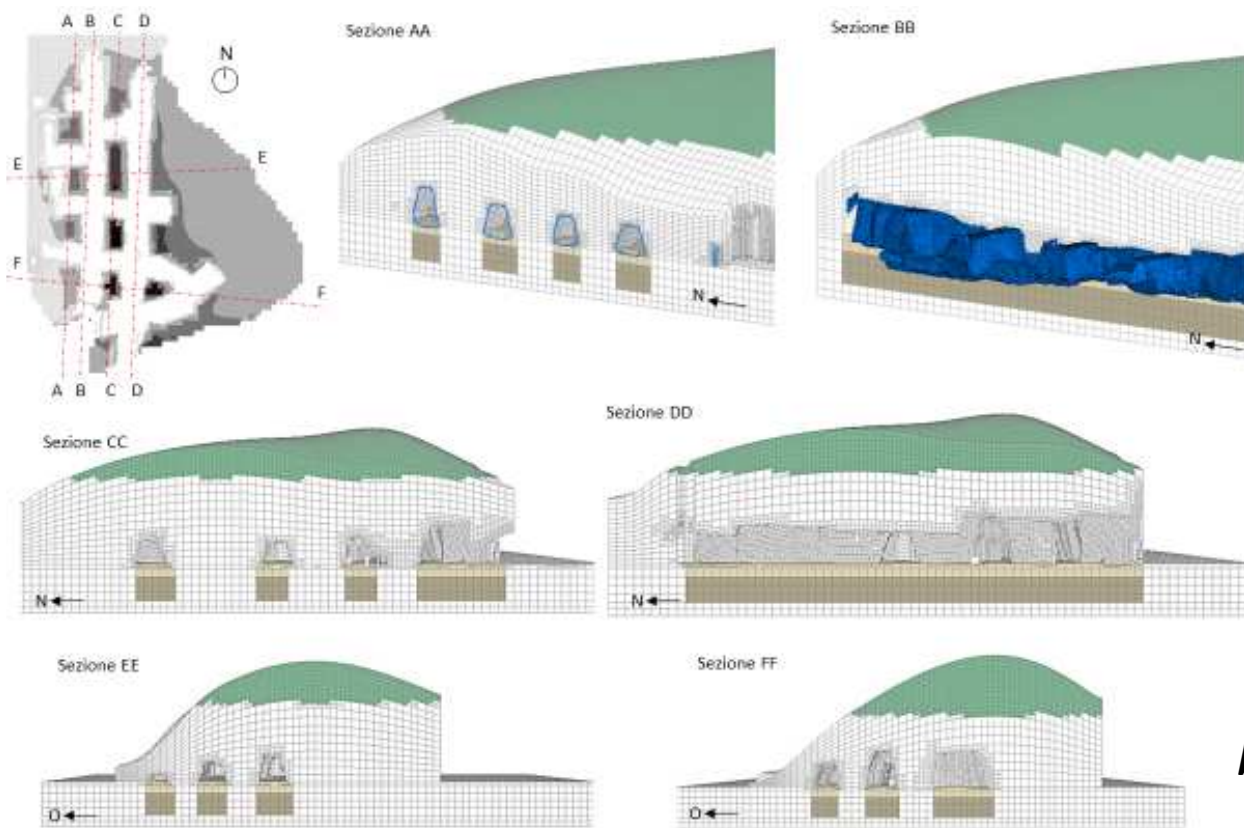 A B C D
N
E E
F F
A B C D
Sezione AA
N
Sezione BB
N
Sezione CC
N
Sezione DD
N
Sezione EE
O
Sezione FF
O